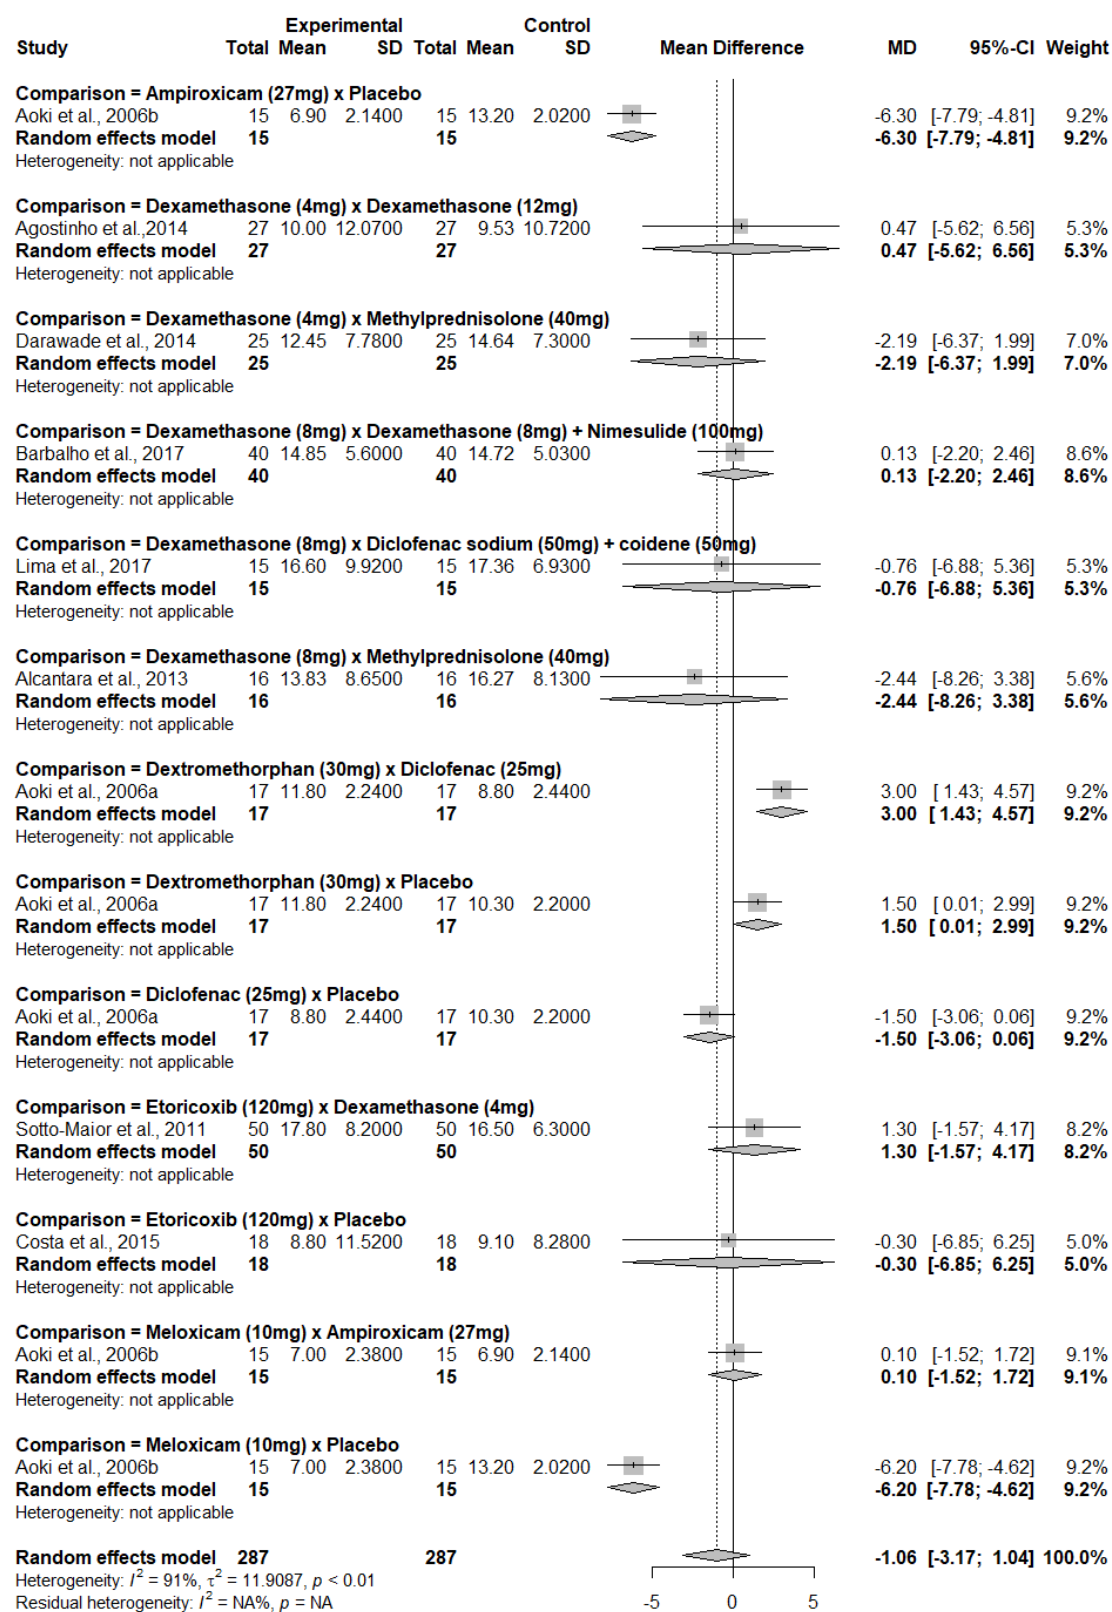 Experimental Control
Study Total Mean SD Total Mean SD Mean Difference MD 95%-CI Weight
Comparison = Ampiroxicam (27mg) x Placebo
Aoki et al., 2006b 15 6.90 2.1400 15 13.20 2.0200 -6.30 [-7.79; -4.81] 9.2%
Random effects model 15 15 -6.30 [-7.79; -4.81] 9.2%
Heterogeneity: not applicable
Comparison = Dexamethasone (4mg) x Dexamethasone (12mg)
Agostinho et al.,2014 27 10.00 12.0700 27 9.53 10.7200 0.47 [-5.62; 6.56] 5.3%
Random effects model 27 27 0.47 [-5.62; 6.56] 5.3%
Heterogeneity: not applicable
Comparison = Dexamethasone (4mg) x Methylprednisolone (40mg)
Darawade et al., 2014 25 12.45 7.7800 25 14.64 7.3000 -2.19 [-6.37; 1.99] 7.0%
Random effects model 25 25 -2.19 [-6.37; 1.99] 7.0%
Heterogeneity: not applicable
Comparison = Dexamethasone (8mg) x Dexamethasone (8mg) + Nimesulide (100mg)
Barbalho et al., 2017 40 14.85 5.6000 40 14.72 5.0300 0.13 [-2.20; 2.46] 8.6%
Random effects model 40 40 0.13 [-2.20; 2.46] 8.6%
Heterogeneity: not applicable
Comparison = Dexamethasone (8mg) x Diclofenac sodium (50mg) + coidene (50mg)
Lima et al., 2017 15 16.60 9.9200 15 17.36 6.9300 -0.76 [-6.88; 5.36] 5.3%
Random effects model 15 15 -0.76 [-6.88; 5.36] 5.3%
Heterogeneity: not applicable
Comparison = Dexamethasone (8mg) x Methylprednisolone (40mg)
Alcantara et al., 2013 16 13.83 8.6500 16 16.27 8.1300 -2.44 [-8.26; 3.38] 5.6%
Random effects model 16 16 -2.44 [-8.26; 3.38] 5.6%
Heterogeneity: not applicable
Comparison = Dextromethorphan (30mg) x Diclofenac (25mg)
Aoki et al., 2006a 17 11.80 2.2400 17 8.80 2.4400 3.00 [ 1.43; 4.57] 9.2%
Random effects model 17 17 3.00 [ 1.43; 4.57] 9.2%
Heterogeneity: not applicable
Comparison = Dextromethorphan (30mg) x Placebo
Aoki et al., 2006a 17 11.80 2.2400 17 10.30 2.2000 1.50 [ 0.01; 2.99] 9.2%
Random effects model 17 17 1.50 [ 0.01; 2.99] 9.2%
Heterogeneity: not applicable
Comparison = Diclofenac (25mg) x Placebo
Aoki et al., 2006a 17 8.80 2.4400 17 10.30 2.2000 -1.50 [-3.06; 0.06] 9.2%
Random effects model 17 17 -1.50 [-3.06; 0.06] 9.2%
Heterogeneity: not applicable
Comparison = Etoricoxib (120mg) x Dexamethasone (4mg)
Sotto-Maior et al., 2011 50 17.80 8.2000 50 16.50 6.3000 1.30 [-1.57; 4.17] 8.2%
Random effects model 50 50 1.30 [-1.57; 4.17] 8.2%
Heterogeneity: not applicable
Comparison = Etoricoxib (120mg) x Placebo
Costa et al., 2015 18 8.80 11.5200 18 9.10 8.2800 -0.30 [-6.85; 6.25] 5.0%
Random effects model 18 18 -0.30 [-6.85; 6.25] 5.0%
Heterogeneity: not applicable
Comparison = Meloxicam (10mg) x Ampiroxicam (27mg)
Aoki et al., 2006b 15 7.00 2.3800 15 6.90 2.1400 0.10 [-1.52; 1.72] 9.1%
Random effects model 15 15 0.10 [-1.52; 1.72] 9.1%
Heterogeneity: not applicable
Comparison = Meloxicam (10mg) x Placebo
Aoki et al., 2006b 15 7.00 2.3800 15 13.20 2.0200 -6.20 [-7.78; -4.62] 9.2%
Random effects model 15 15 -6.20 [-7.78; -4.62] 9.2%
Heterogeneity: not applicable
Random effects model 287 287 -1.06 [-3.17; 1.04] 100.0%
Heterogeneity: I² = 91%, τ² = 11.9087, p < 0.01
Residual heterogeneity: I² = NA%, p = NA
-5 0 5